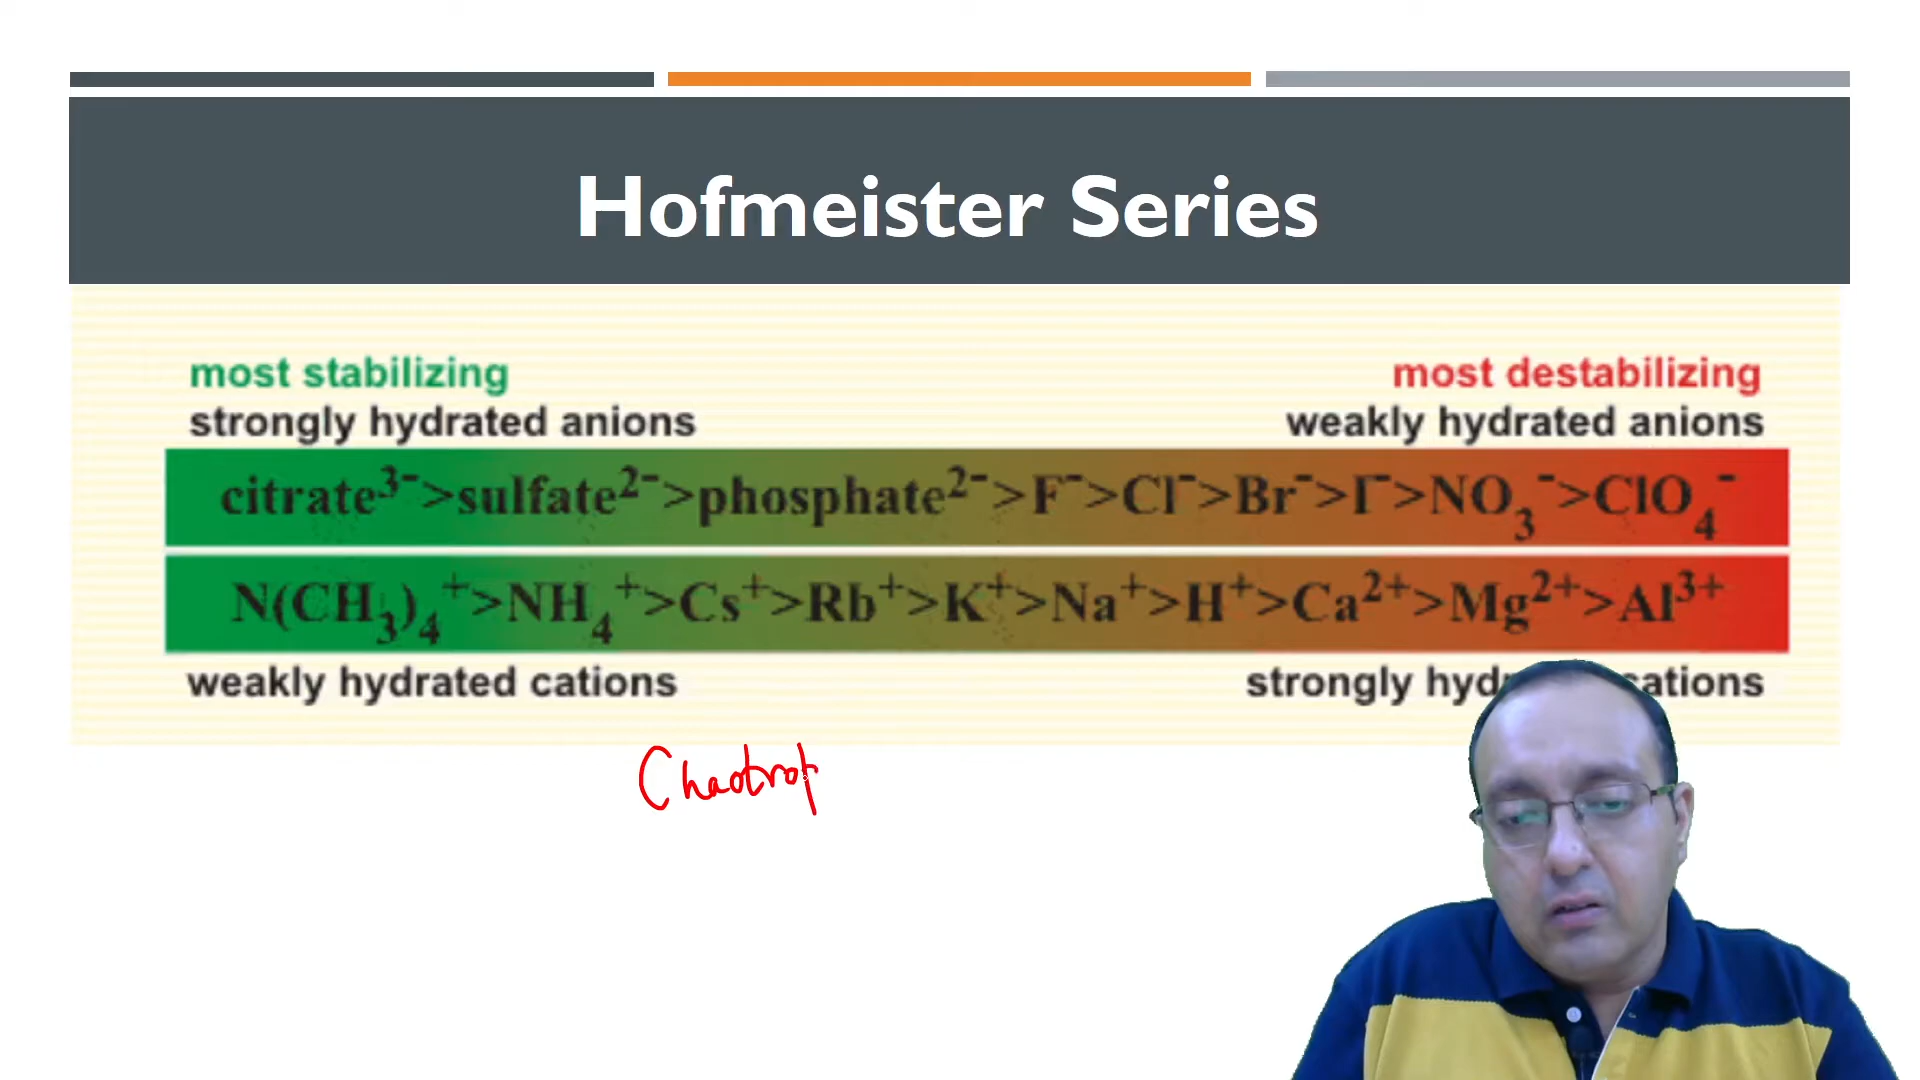 Hofmeister Series
most stabilizing most destabilizing
strongly hydrated anions weakly hydrated anions
citrate³⁻>sulfate²⁻>phosphate²⁻>F⁻>Cl⁻>Br⁻>I⁻>NO₃⁻>ClO₄⁻
N(CH₃)₄⁺>NH₄⁺>Cs⁺>Rb⁺>K⁺>Na⁺>H⁺>Ca²⁺>Mg²⁺>Al³⁺
weakly hydrated cations strongly hyd cations
Chaotrop